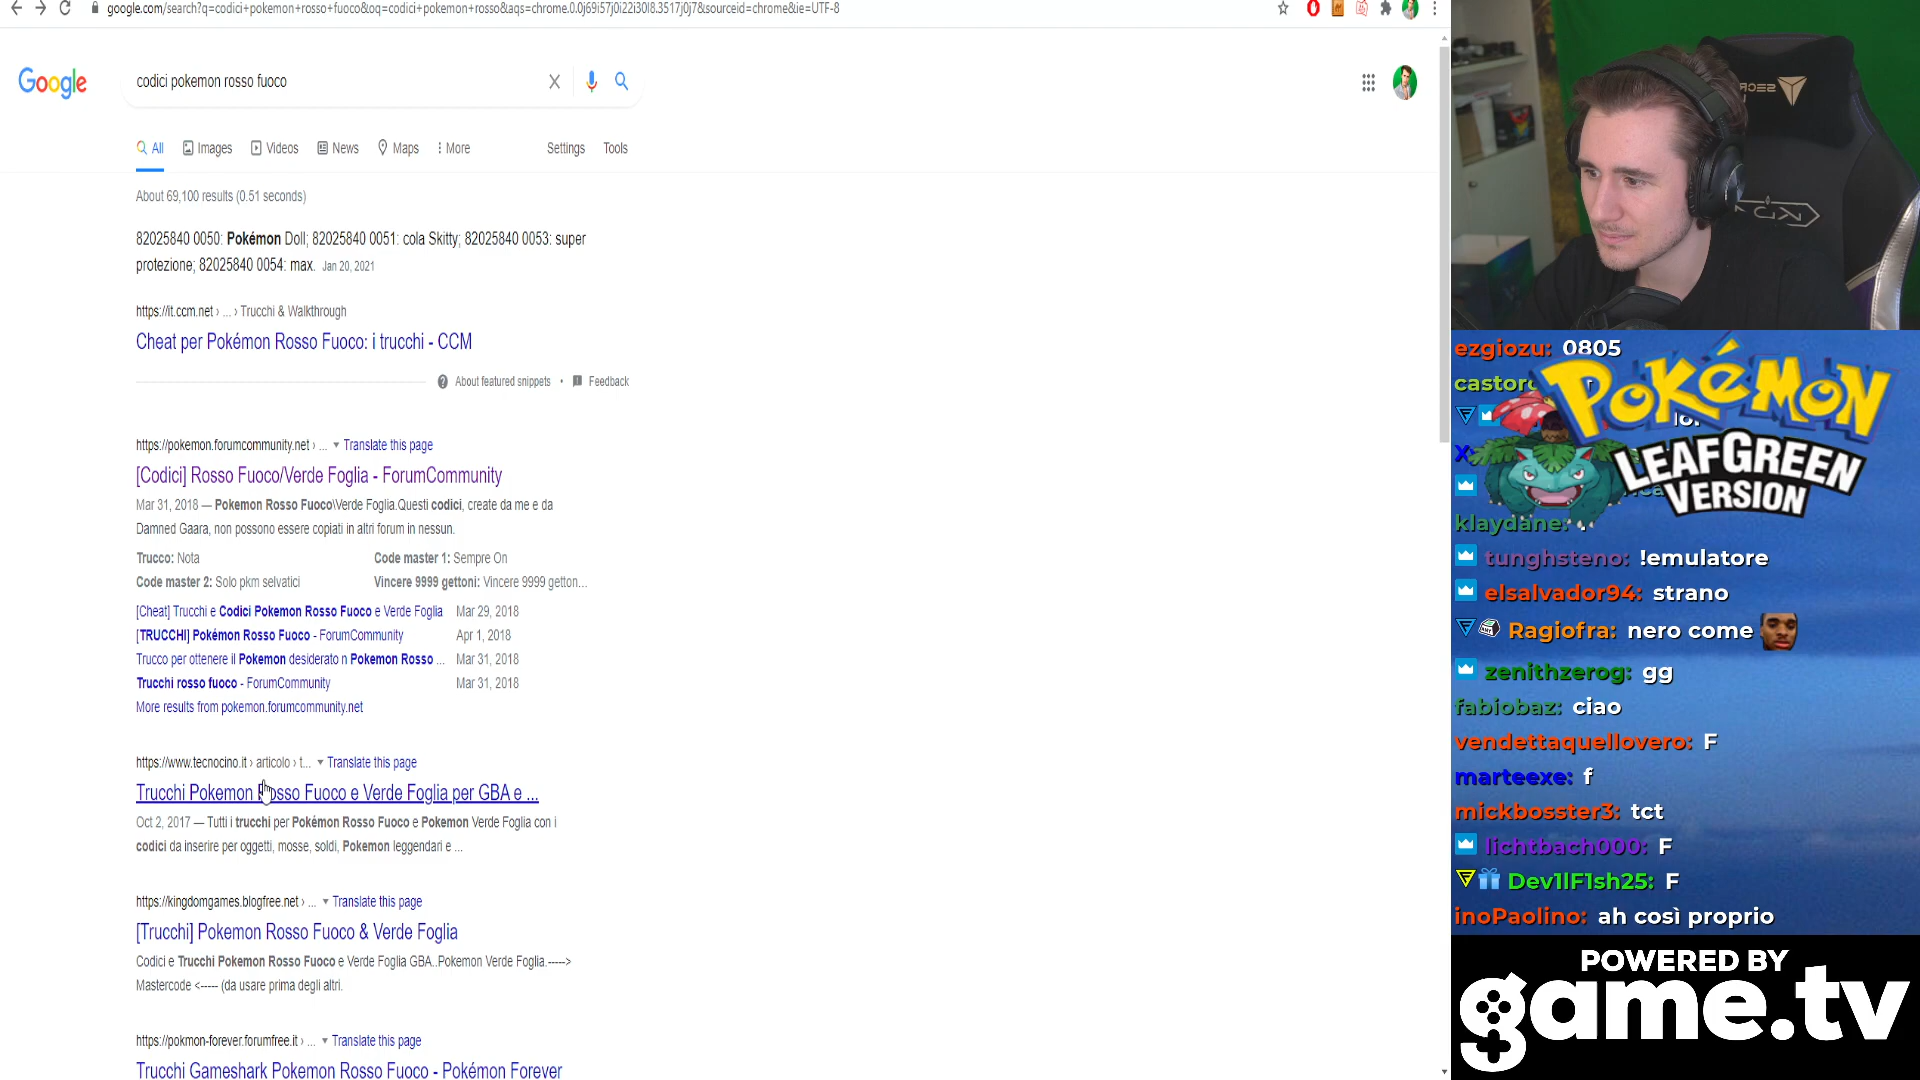 google.com/search?q=codici+pokemon+rosso+fuoco&oq=codici+pokemon+rosso&aqs=chrome.0.0j69i57j0i22i30l8.3517j0j7&sourceid=chrome&ie=UTF-8
Google
codici pokemon rosso fuoco
All Images Videos News Maps More Settings Tools
About 69,100 results (0.51 seconds)
82025840 0050: Pokémon Doll; 82025840 0051: cola Skitty; 82025840 0053: super
protezione; 82025840 0054: max. Jan 20, 2021
https://it.ccm.net › ... › Trucchi & Walkthrough
Cheat per Pokémon Rosso Fuoco: i trucchi - CCM
About featured snippets • Feedback
https://pokemon.forumcommunity.net › ... Translate this page
[Codici] Rosso Fuoco/Verde Foglia - ForumCommunity
Mar 31, 2018 — Pokemon Rosso Fuoco\Verde Foglia.Questi codici, create da me e da
Damned Gaara, non possono essere copiati in altri forum in nessun.
Trucco: Nota Code master 1: Sempre On
Code master 2: Solo pkm selvatici Vincere 9999 gettoni: Vincere 9999 getton...
[Cheat] Trucchi e Codici Pokemon Rosso Fuoco e Verde Foglia Mar 29, 2018
[TRUCCHI] Pokémon Rosso Fuoco - ForumCommunity Apr 1, 2018
Trucco per ottenere il Pokemon desiderato n Pokemon Rosso ... Mar 31, 2018
Trucchi rosso fuoco - ForumCommunity Mar 31, 2018
More results from pokemon.forumcommunity.net
https://www.tecnocino.it › articolo › t... Translate this page
Trucchi Pokemon Rosso Fuoco e Verde Foglia per GBA e ...
Oct 2, 2017 — Tutti i trucchi per Pokémon Rosso Fuoco e Pokemon Verde Foglia con i
codici da inserire per oggetti, mosse, soldi, Pokemon leggendari e ...
https://kingdomgames.blogfree.net › ... Translate this page
[Trucchi] Pokemon Rosso Fuoco & Verde Foglia
Codici e Trucchi Pokemon Rosso Fuoco e Verde Foglia GBA..Pokemon Verde Foglia.----->
Mastercode <----- (da usare prima degli altri.
https://pokmon-forever.forumfree.it › ... Translate this page
Trucchi Gameshark Pokemon Rosso Fuoco - Pokémon Forever
ezgiozu: 0805
POKéMON
LEAFGREEN
VERSION
klaydane: .
tunghsteno: !emulatore
elsalvador94: strano
Ragiofra: nero come
zenithzerog: gg
fabiobaz: ciao
vendettaquellovero: F
marteexe: f
mickbosster3: tct
lichtbach000: F
Dev1lF1sh25: F
inoPaolino: ah così proprio
POWERED BY
game.tv